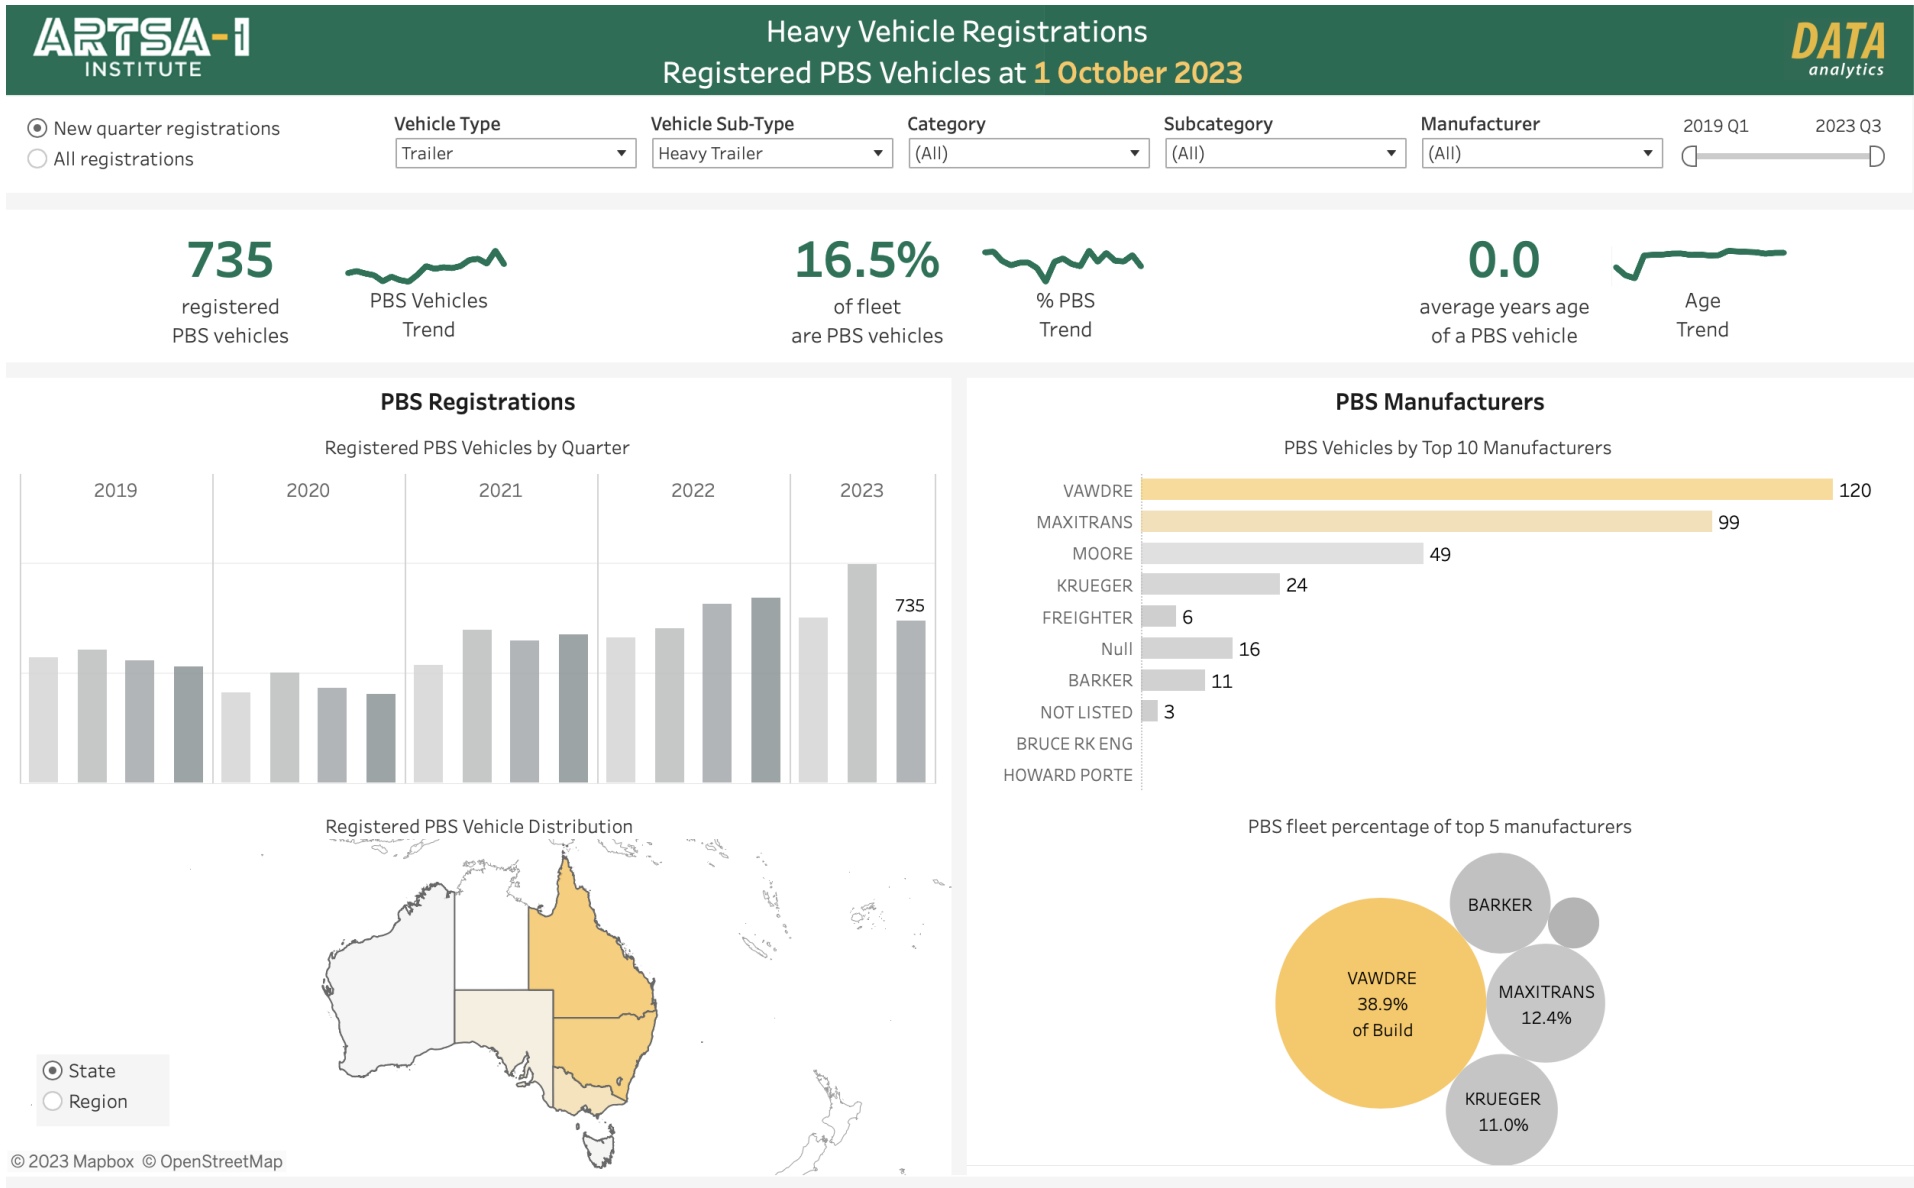 ARTSA-i
INSTITUTE
Heavy Vehicle Registrations
Registered PBS Vehicles at 1 October 2023
DATA
analytics
New quarter registrations
All registrations
Vehicle Type
Trailer
Vehicle Sub-Type
Heavy Trailer
Category
(All)
Subcategory
(All)
Manufacturer
(All)
2019 Q1
2023 Q3
735
registered
PBS vehicles
PBS Vehicles
Trend
16.5%
of fleet
are PBS vehicles
% PBS
Trend
0.0
average years age
of a PBS vehicle
Age
Trend
PBS Registrations
Registered PBS Vehicles by Quarter
2019
2020
2021
2022
2023
735
Registered PBS Vehicle Distribution
State
Region
© 2023 Mapbox © OpenStreetMap
PBS Manufacturers
PBS Vehicles by Top 10 Manufacturers
VAWDRE 120
MAXITRANS 99
MOORE 49
KRUEGER 24
FREIGHTER 6
Null 16
BARKER 11
NOT LISTED 3
BRUCE RK ENG
HOWARD PORTE
PBS fleet percentage of top 5 manufacturers
BARKER
VAWDRE
38.9%
of Build
MAXITRANS
12.4%
KRUEGER
11.0%